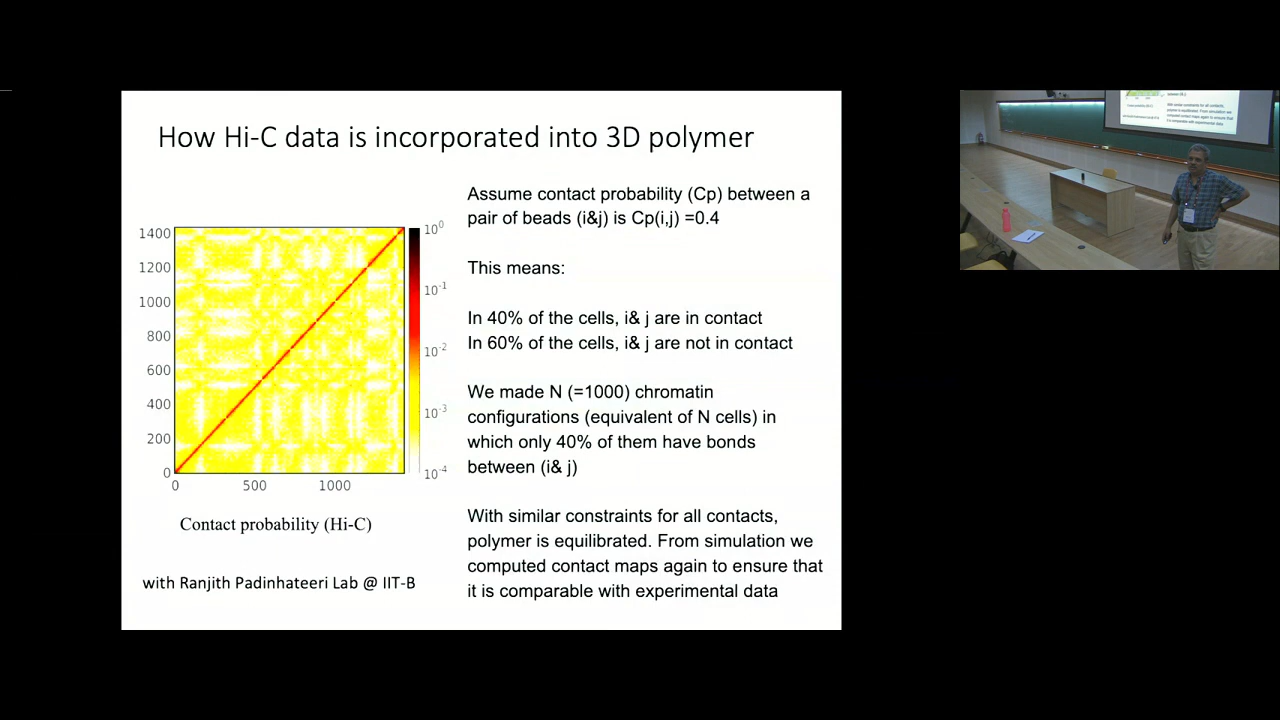 How Hi-C data is incorporated into 3D polymer
Assume contact probability (Cp) between a
pair of beads (i&j) is Cp(i,j) =0.4
This means:
In 40% of the cells, i& j are in contact
In 60% of the cells, i& j are not in contact
We made N (=1000) chromatin
configurations (equivalent of N cells) in
which only 40% of them have bonds
between (i& j)
With similar constraints for all contacts,
polymer is equilibrated. From simulation we
computed contact maps again to ensure that
it is comparable with experimental data
1400
1200
1000
800
600
400
200
0
0 500 1000
10^0
10^-1
10^-2
10^-3
10^-4
Contact probability (Hi-C)
with Ranjith Padinhateeri Lab @ IIT-B